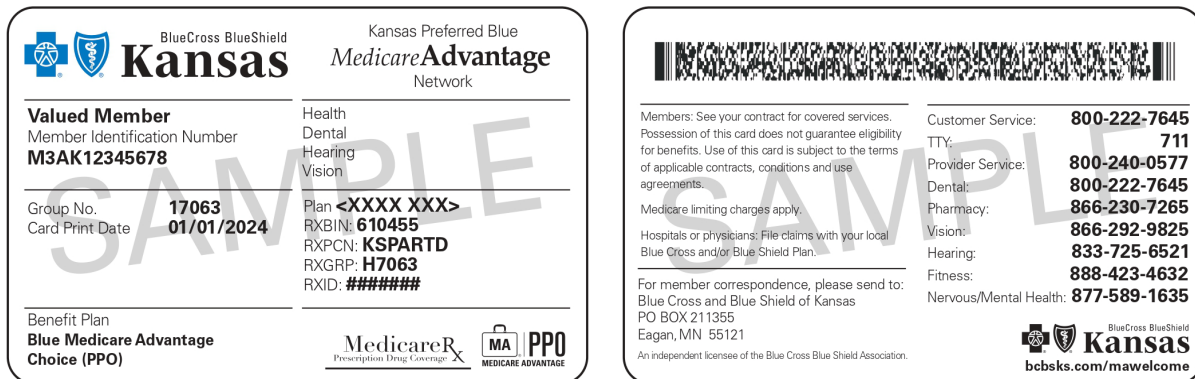 BlueCross BlueShield
Kansas
Kansas Preferred Blue
MedicareAdvantage
Network
Valued Member
Member Identification Number
M3AK12345678
Health
Dental
Hearing
Vision
Group No. 17063
Card Print Date 01/01/2024
Plan <XXXX XXX>
RXBIN: 610455
RXPCN: KSPARTD
RXGRP: H7063
RXID: #######
Benefit Plan
Blue Medicare Advantage
Choice (PPO)
MedicareRx
Prescription Drug Coverage
MA PPO
MEDICARE ADVANTAGE
SAMPLE
Members: See your contract for covered services.
Possession of this card does not guarantee eligibility
for benefits. Use of this card is subject to the terms
of applicable contracts, conditions and use
agreements.
Medicare limiting charges apply.
Hospitals or physicians: File claims with your local
Blue Cross and/or Blue Shield Plan.
For member correspondence, please send to:
Blue Cross and Blue Shield of Kansas
PO BOX 211355
Eagan, MN 55121
An independent licensee of the Blue Cross Blue Shield Association.
Customer Service: 800-222-7645
TTY: 711
Provider Service: 800-240-0577
Dental: 800-222-7645
Pharmacy: 866-230-7265
Vision: 866-292-9825
Hearing: 833-725-6521
Fitness: 888-423-4632
Nervous/Mental Health: 877-589-1635
BlueCross BlueShield
Kansas
bcbsks.com/mawelcome
SAMPLE